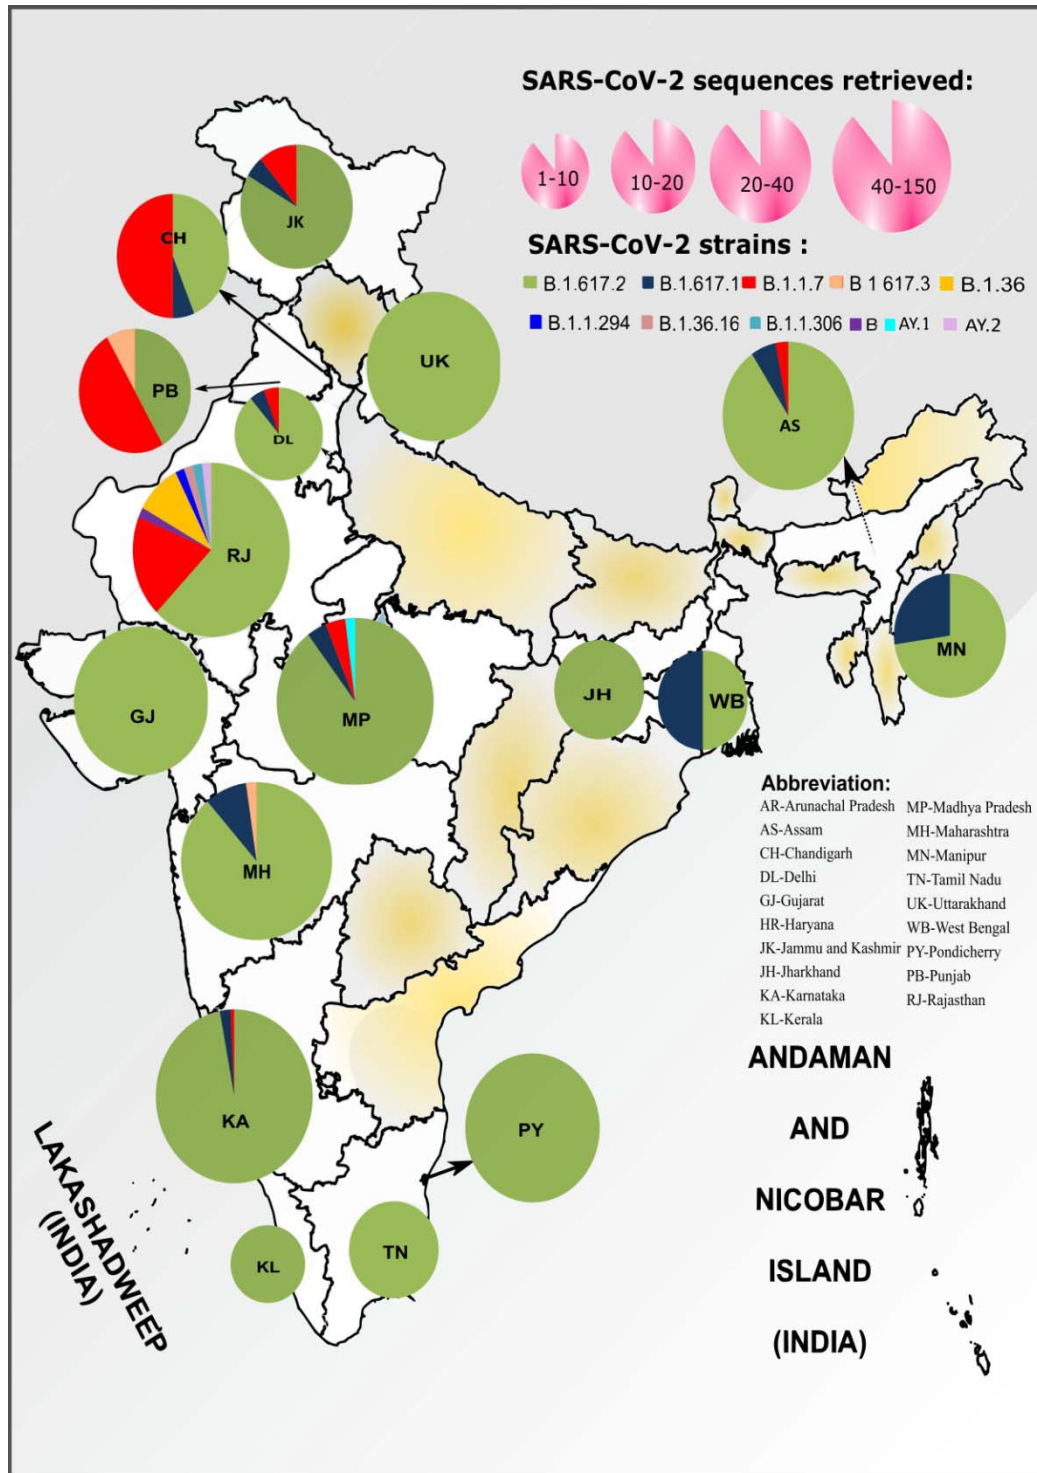 SARS-CoV-2 sequences retrieved:
1-10 10-20 20-40 40-150
SARS-CoV-2 strains :
B.1.617.2 B.1.617.1 B.1.1.7 B 1 617.3 B.1.36
B.1.1.294 B.1.36.16 B.1.1.306 B AY.1 AY.2
JK
CH
UK
PB
DL
AS
RJ
MN
GJ
MP
JH
WB
MH
KA
PY
KL
TN
Abbreviation:
AR-Arunachal Pradesh
AS-Assam
CH-Chandigarh
DL-Delhi
GJ-Gujarat
HR-Haryana
JK-Jammu and Kashmir
JH-Jharkhand
KA-Karnataka
KL-Kerala
MP-Madhya Pradesh
MH-Maharashtra
MN-Manipur
TN-Tamil Nadu
UK-Uttarakhand
WB-West Bengal
PY-Pondicherry
PB-Punjab
RJ-Rajasthan
ANDAMAN
AND
NICOBAR
ISLAND
(INDIA)
LAKASHADWEEP
(INDIA)